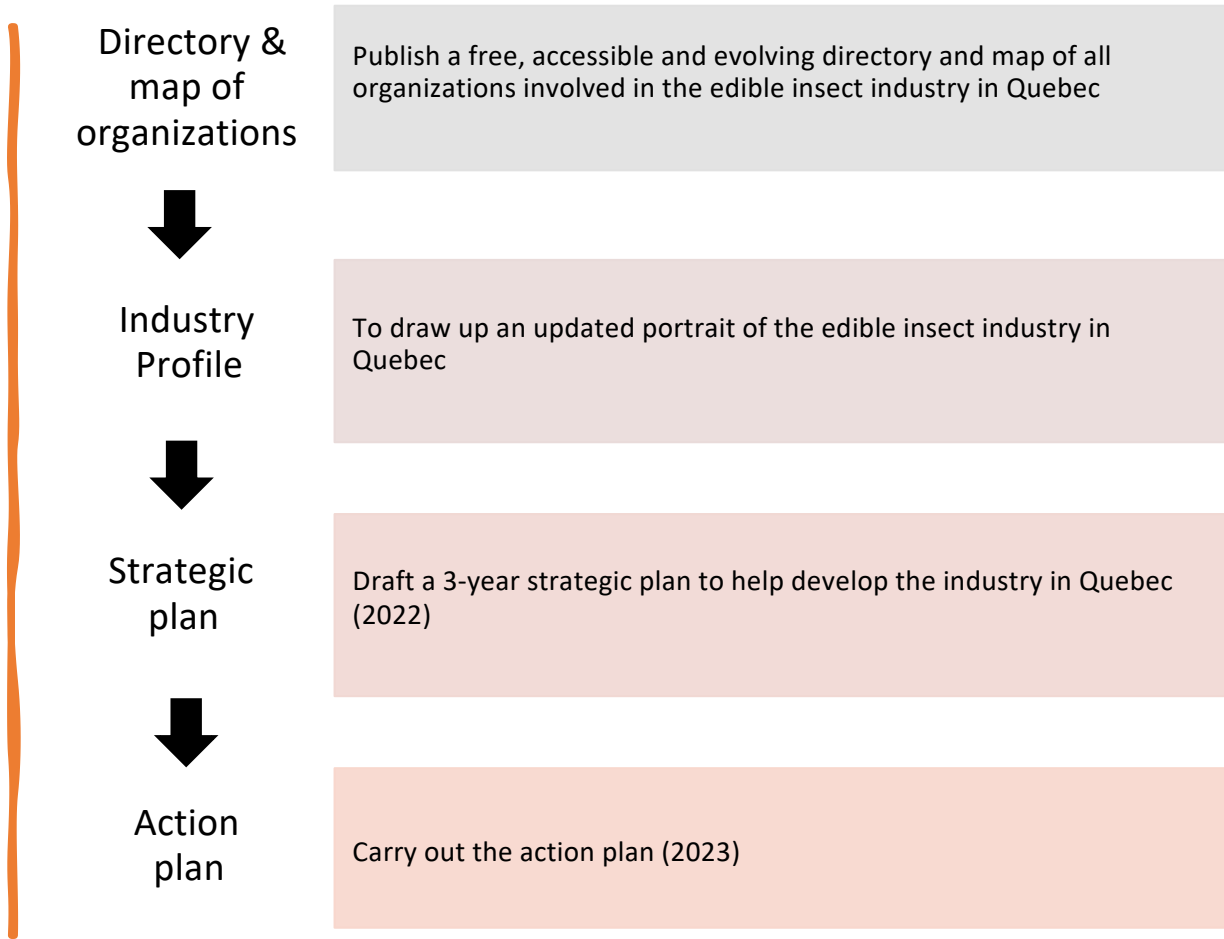 Directory &
map of
organizations
Publish a free, accessible and evolving directory and map of all
organizations involved in the edible insect industry in Quebec
Industry
Profile
To draw up an updated portrait of the edible insect industry in
Quebec
Strategic
plan
Draft a 3-year strategic plan to help develop the industry in Quebec
(2022)
Action
plan
Carry out the action plan (2023)